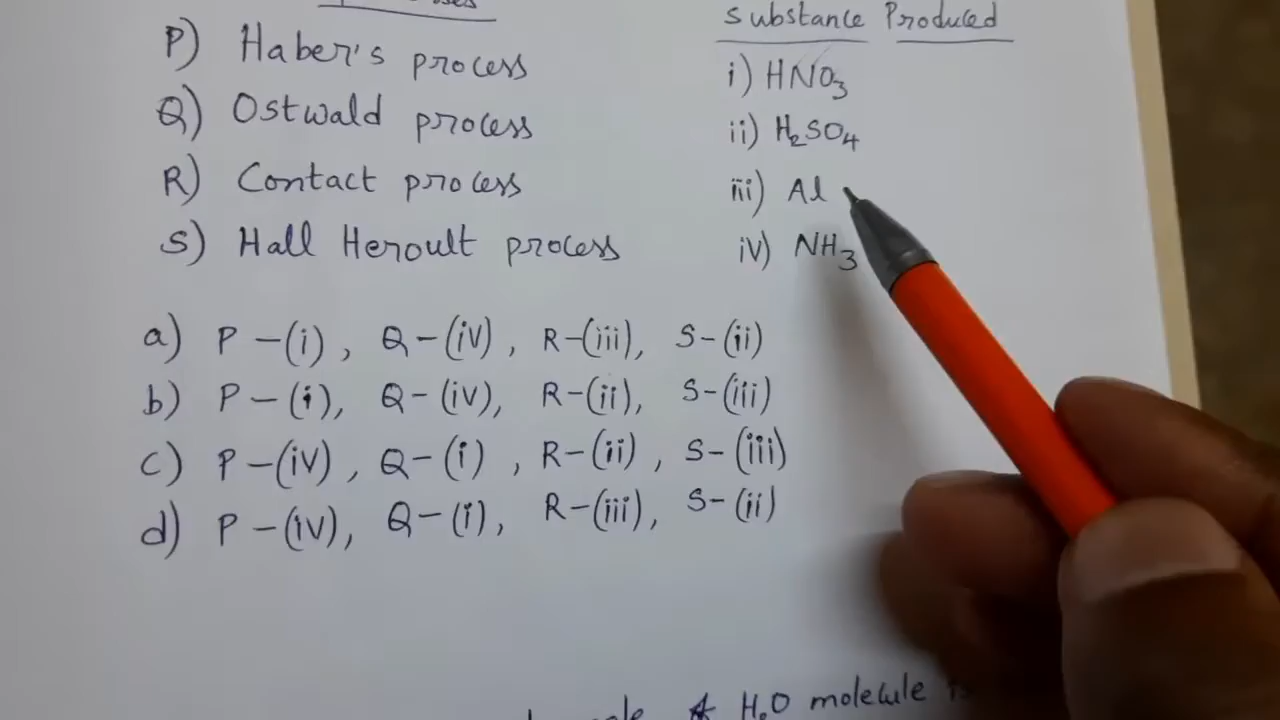 Substance Produced
P) Haber's process i) HNO3
Q) Ostwald process ii) H2SO4
R) Contact process iii) Al
S) Hall Heroult process iv) NH3
a) P-(i), Q-(iv), R-(iii), S-(ii)
b) P-(i), Q-(iv), R-(ii), S-(iii)
c) P-(iv), Q-(i), R-(ii), S-(iii)
d) P-(iv), Q-(i), R-(iii), S-(ii)
H2O molecule